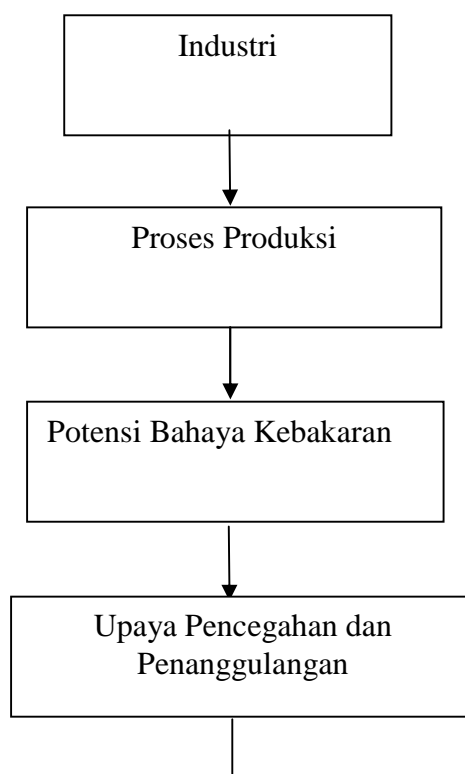 Industri
Proses Produksi
Potensi Bahaya Kebakaran
Upaya Pencegahan dan
Penanggulangan